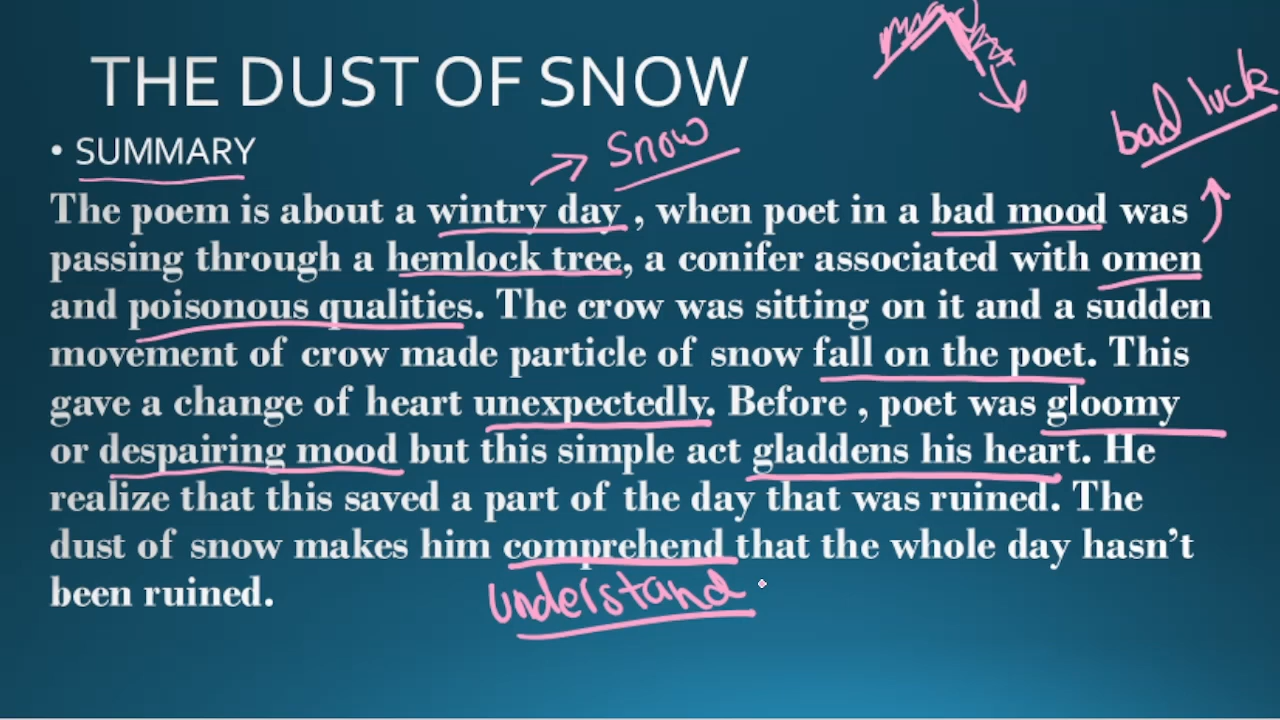 THE DUST OF SNOW
bad luck
• SUMMARY
Snow
The poem is about a wintry day , when poet in a bad mood was
passing through a hemlock tree, a conifer associated with omen
and poisonous qualities. The crow was sitting on it and a sudden
movement of crow made particle of snow fall on the poet. This
gave a change of heart unexpectedly. Before , poet was gloomy
or despairing mood but this simple act gladdens his heart. He
realize that this saved a part of the day that was ruined. The
dust of snow makes him comprehend that the whole day hasn't
been ruined.
understand